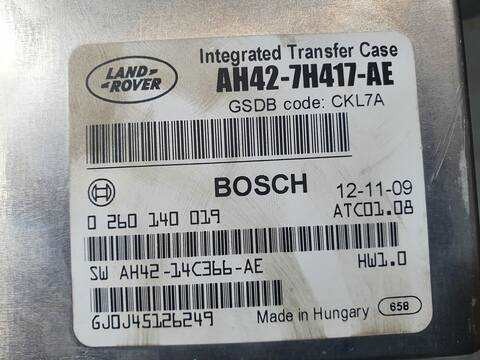 LAND-
ROVER
Integrated Transfer Case
AH42-7H417-AE
GSDB code: CKL7A
BOSCH
12-11-09
0 260 140 019
ATC01.08
SW AH42-14C366-AE
HW1.0
GJ0J45126249
Made in Hungary
658